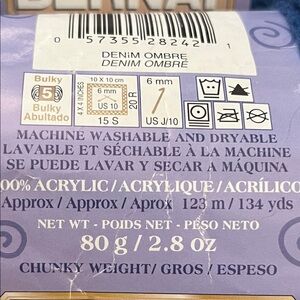 BERNAT
0 57355 28242 1
DENIM OMBRE
DENIM OMBRÉ
Bulky
5
Bulky
Abultado
10 X 10 cm
4 X 4 INCHES
6 mm
US 10
20 R
15 S
6 mm
US J/10
MACHINE WASHABLE AND DRYABLE
LAVABLE ET SÉCHABLE À LA MACHINE
SE PUEDE LAVAR Y SECAR A MÁQUINA
100% ACRYLIC/ACRYLIQUE/ACRÍLICO
Approx / Approx / Aprox 123 m / 134 yds
NET WT - POIDS NET - PESO NETO
80 g / 2.8 oz
CHUNKY WEIGHT/ GROS / ESPESO